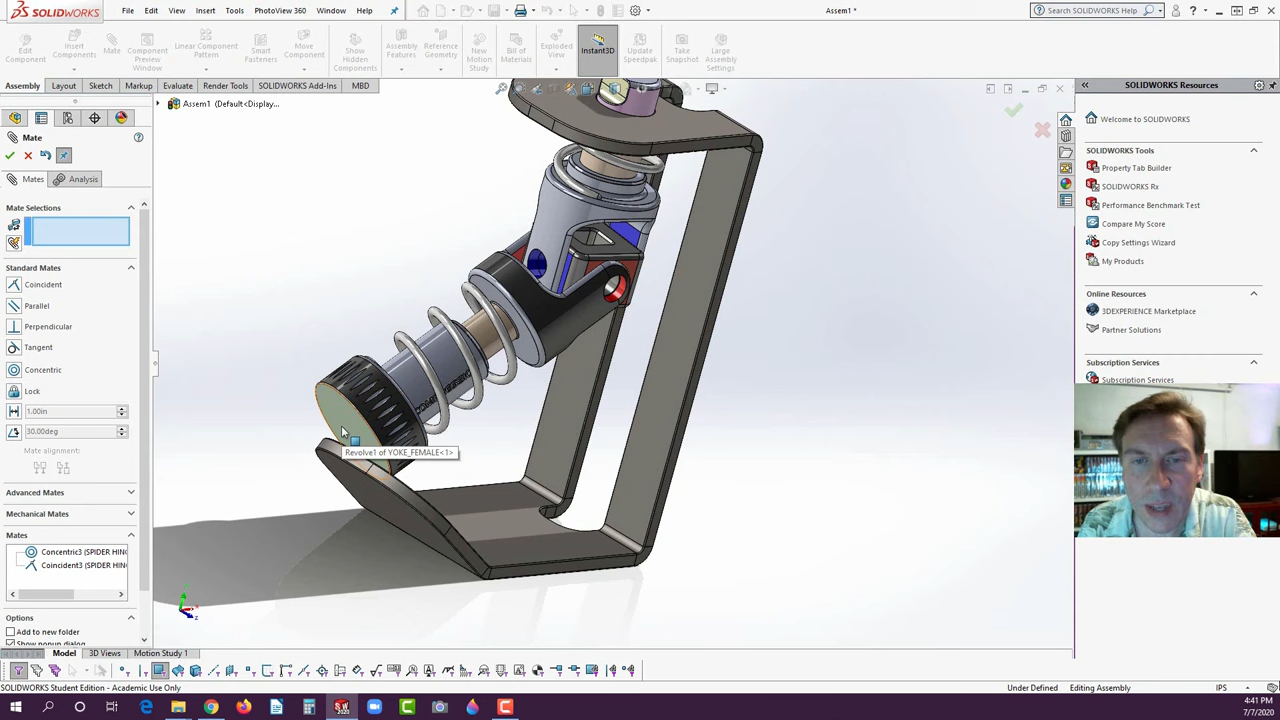 SOLIDWORKS
File Edit View Insert Tools PhotoView 360 Window
Assem1 *
Search SOLIDWORKS Help
Edit Component
Insert Components
Mate
Component Preview Window
Linear Component Pattern
Smart Fasteners
Move Component
Show Hidden Components
Assembly Features
Reference Geometry
New Motion Study
Bill of Materials
Exploded View
Instant3D
Update Speedpak
Take Snapshot
Large Assembly Settings
Assembly Layout Sketch Markup Evaluate Render Tools SOLIDWORKS Add-Ins MBD
Assem1 (Default<Display...
Mate
Mates Analysis
Mate Selections
Standard Mates
Coincident
Parallel
Perpendicular
Tangent
Concentric
Lock
1.00in
30.00deg
Mate alignment:
Advanced Mates
Mechanical Mates
Mates
Concentric3 (SPIDER HING
Coincident3 (SPIDER HING
Options
Add to new folder
Show popup dialog
Revolve1 of YOKE_FEMALE<1>
SOLIDWORKS Resources
Welcome to SOLIDWORKS
SOLIDWORKS Tools
Property Tab Builder
SOLIDWORKS Rx
Performance Benchmark Test
Compare My Score
Copy Settings Wizard
My Products
Online Resources
3DEXPERIENCE Marketplace
Partner Solutions
Subscription Services
Subscription Services
Model 3D Views Motion Study 1
SOLIDWORKS Student Edition - Academic Use Only
Under Defined Editing Assembly IPS
4:41 PM
7/7/2020